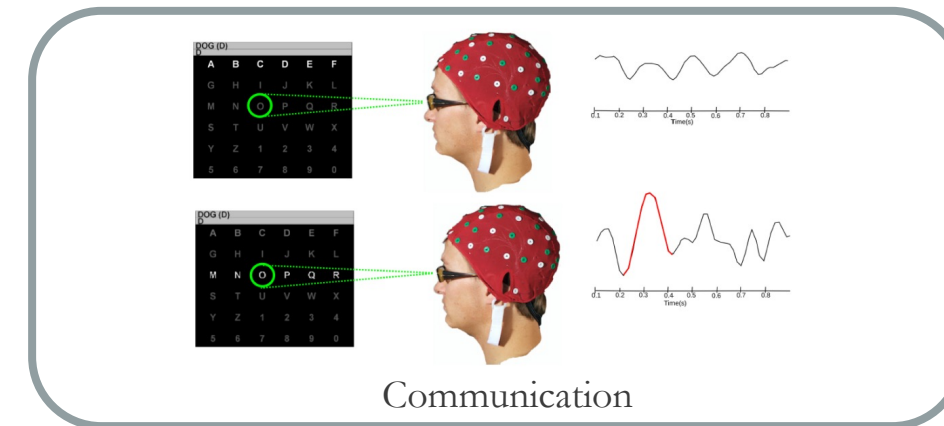 DOG (D)
D
A B C D E F
G H I J K L
M N O P Q R
S T U V W X
Y Z 1 2 3 4
5 6 7 8 9 0
0.1 0.2 0.3 0.4 0.5 0.6 0.7 0.8
Time(s)
DOG (D)
D
A B C D E F
G H I J K L
M N O P Q R
S T U V W X
Y Z 1 2 3 4
5 6 7 8 9 0
0.1 0.2 0.3 0.4 0.5 0.6 0.7 0.8
Time(s)
Communication